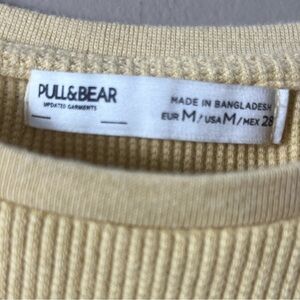 PULL&BEAR
UPDATED GARMENTS
MADE IN BANGLADESH
EUR M/USA M/MEX 28